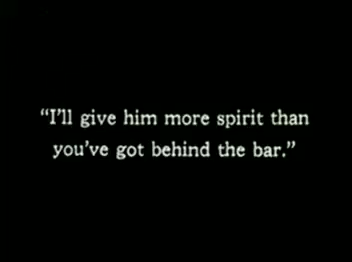 “I’ll give him more spirit than
you’ve got behind the bar.”